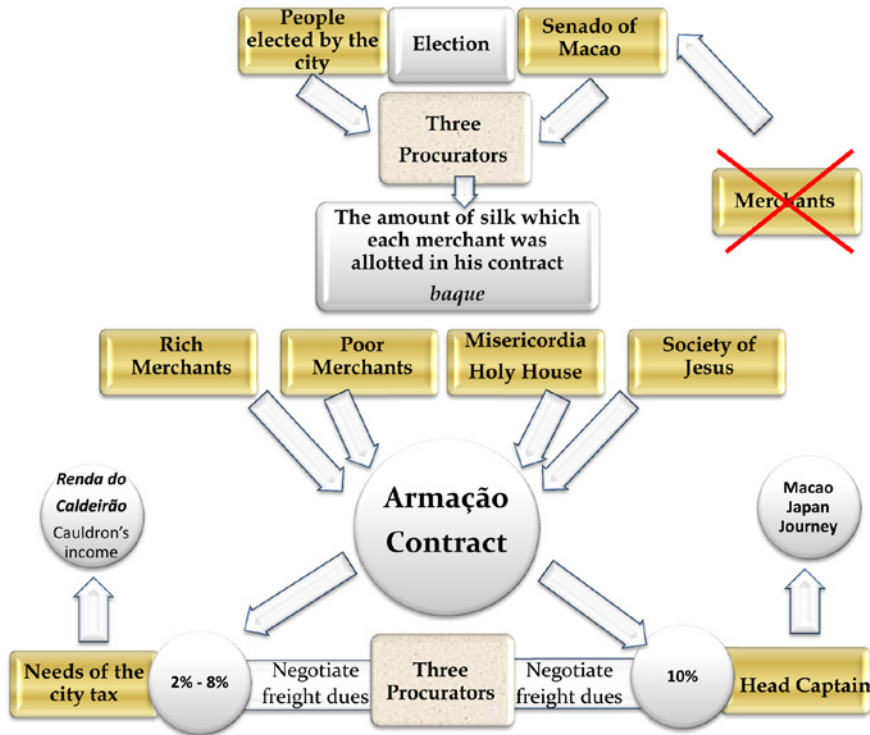 People
elected by the
city
Election
Senado of
Macao
Three
Procurators
Merchants
The amount of silk which
each merchant was
allotted in his contract
baque
Rich
Merchants
Poor
Merchants
Misericordia
Holy House
Society of
Jesus
Renda do
Caldeirão
Cauldron's
income
Armação
Contract
Macao
Japan
Journey
Needs of the
city tax
2% - 8%
Negotiate
freight dues
Three
Procurators
Negotiate
freight dues
10%
Head Captain